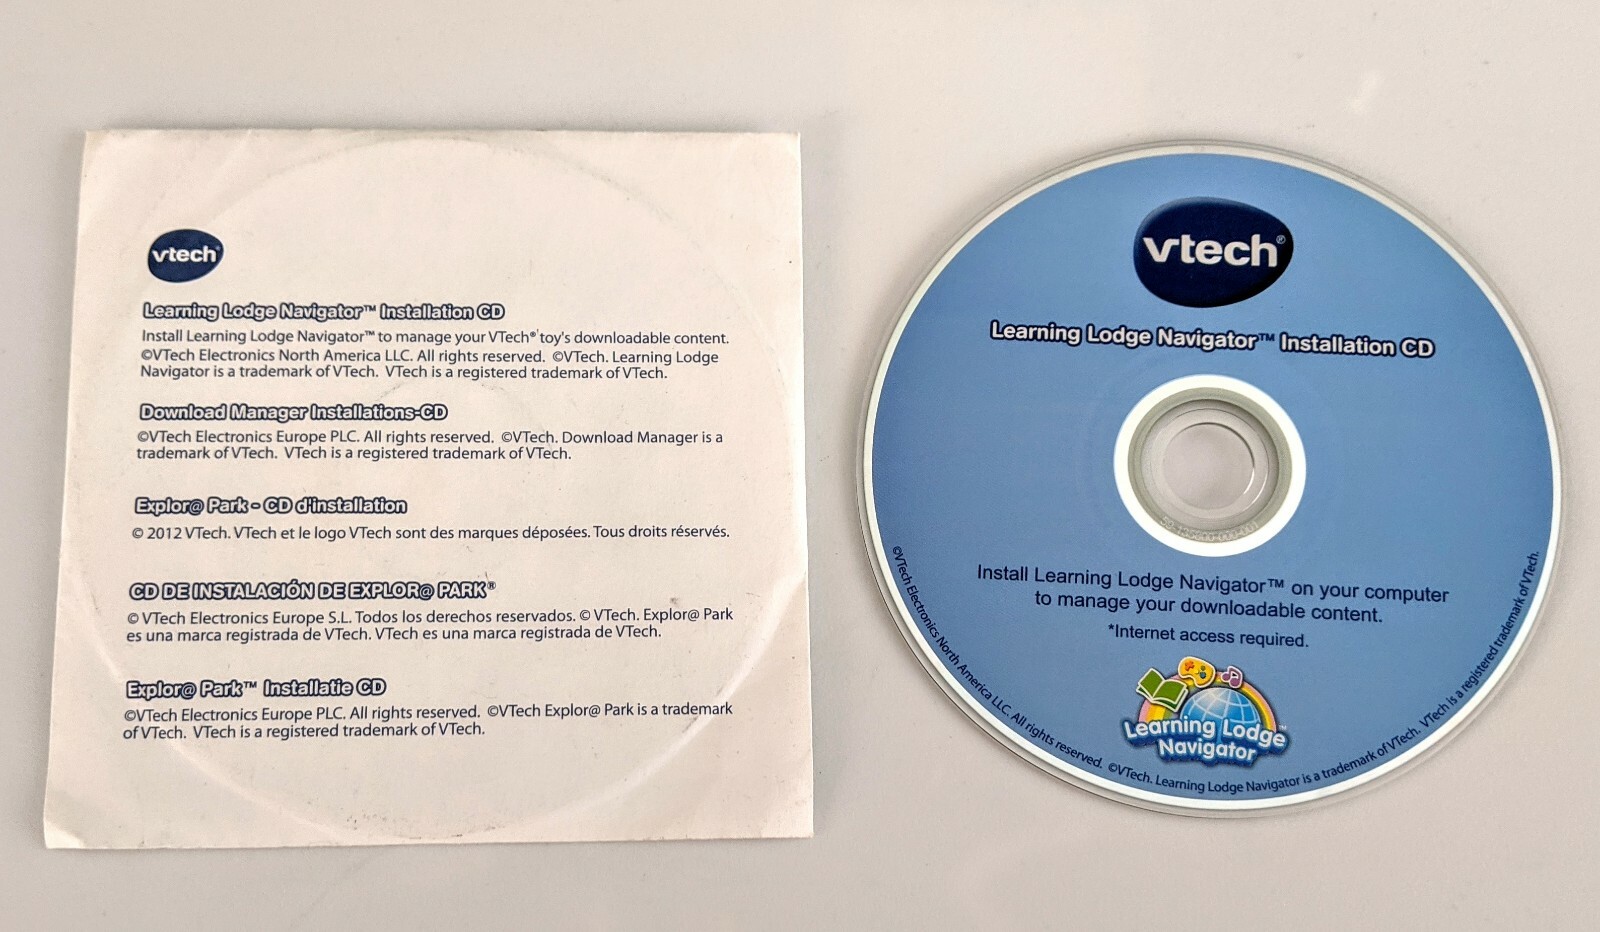 vtech®
Learning Lodge Navigator™ Installation CD
Install Learning Lodge Navigator™ to manage your VTech® toy's downloadable content.
©VTech Electronics North America LLC. All rights reserved. ©VTech. Learning Lodge
Navigator is a trademark of VTech. VTech is a registered trademark of VTech.
Download Manager Installations-CD
©VTech Electronics Europe PLC. All rights reserved. ©VTech. Download Manager is a
trademark of VTech. VTech is a registered trademark of VTech.
Explor@ Park - CD d'installation
© 2012 VTech. VTech et le logo VTech sont des marques déposées. Tous droits réservés.
CD DE INSTALACIÓN DE EXPLOR@ PARK®
© VTech Electronics Europe S.L. Todos los derechos reservados. © VTech. Explor@ Park
es una marca registrada de VTech. VTech es una marca registrada de VTech.
Explor@ Park™ Installatie CD
©VTech Electronics Europe PLC. All rights reserved. ©VTech Explor@ Park is a trademark
of VTech. VTech is a registered trademark of VTech.
vtech®
Learning Lodge Navigator™ Installation CD
Install Learning Lodge Navigator™ on your computer
to manage your downloadable content.
*Internet access required.
Learning Lodge™
Navigator
©VTech Electronics North America LLC. All rights reserved. ©VTech. Learning Lodge Navigator is a trademark of VTech. VTech is a registered trademark of VTech.